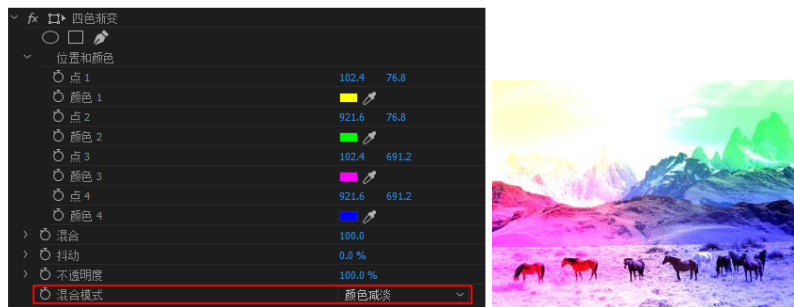 fx 四色渐变
位置和颜色
点 1 102.4 76.8
颜色 1
点 2 921.6 76.8
颜色 2
点 3 102.4 691.2
颜色 3
点 4 921.6 691.2
颜色 4
混合 100.0
抖动 0.0 %
不透明度 100.0 %
混合模式 颜色减淡